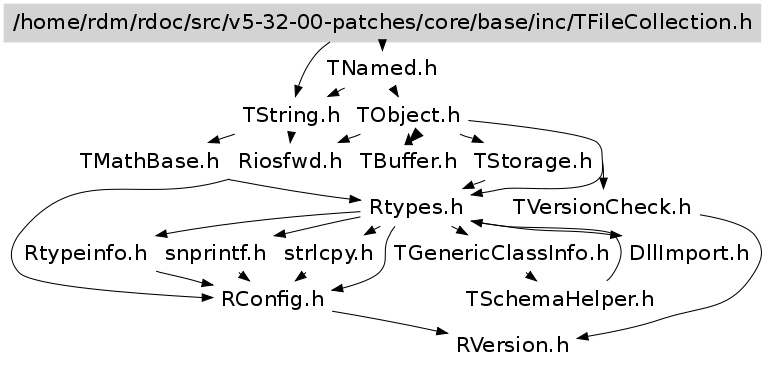 /home/rdm/rdoc/src/v5-32-00-patches/core/base/inc/TFileCollection.h
TNamed.h
TString.h TObject.h
TMathBase.h Riosfwd.h TBuffer.h TStorage.h
Rtypes.h TVersionCheck.h
Rtypeinfo.h snprintf.h strlcpy.h TGenericClassInfo.h DllImport.h
RConfig.h TSchemaHelper.h
RVersion.h